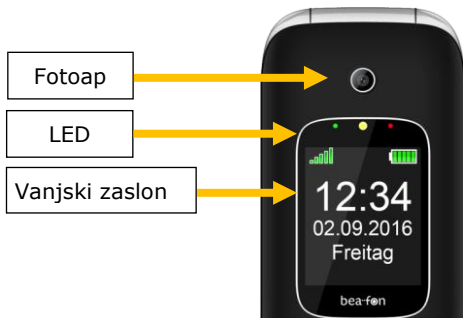 Fotoap
LED
Vanjski zaslon
12:34
02.09.2016
Freitag
bea-fon